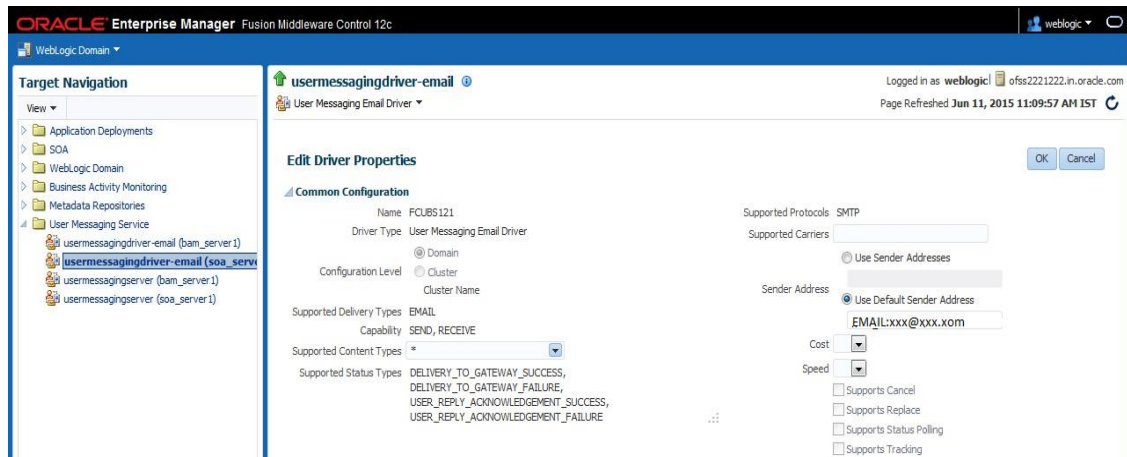 ORACLE Enterprise Manager Fusion Middleware Control 12c
weblogic
WebLogic Domain
Target Navigation
View
Application Deployments
SOA
WebLogic Domain
Business Activity Monitoring
Metadata Repositories
User Messaging Service
usermessagingdriver-email (bam_server1)
usermessagingdriver-email (soa_serve
usermessagingserver (bam_server1)
usermessagingserver (soa_server1)
usermessagingdriver-email
Logged in as weblogic ofss2221222.in.oracle.com
User Messaging Email Driver
Page Refreshed Jun 11, 2015 11:09:57 AM IST
Edit Driver Properties
OK Cancel
Common Configuration
Name FCUBS121
Driver Type User Messaging Email Driver
Configuration Level
Domain
Cluster
Cluster Name
Supported Delivery Types EMAIL
Capability SEND, RECEIVE
Supported Content Types *
Supported Status Types DELIVERY_TO_GATEWAY_SUCCESS,
DELIVERY_TO_GATEWAY_FAILURE,
USER_REPLY_ACKNOWLEDGEMENT_SUCCESS,
USER_REPLY_ACKNOWLEDGEMENT_FAILURE
Supported Protocols SMTP
Supported Carriers
Sender Address
Use Sender Addresses
Use Default Sender Address
EMAIL:xxx@xxx.xom
Cost
Speed
Supports Cancel
Supports Replace
Supports Status Polling
Supports Tracking